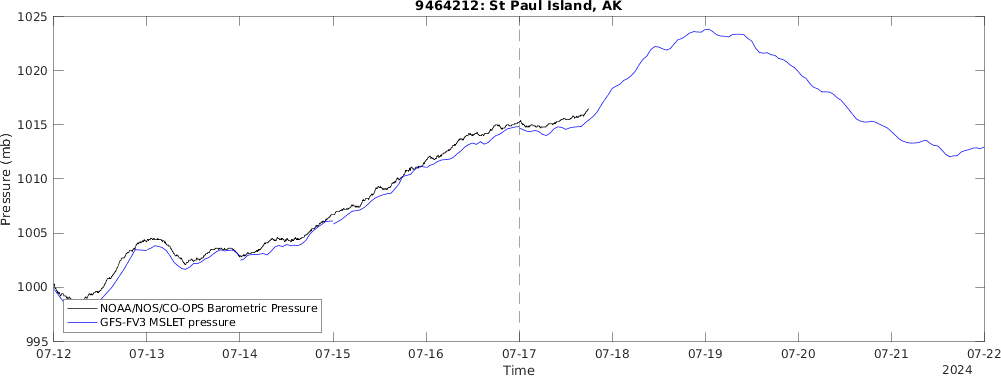 9464212: St Paul Island, AK
Pressure (mb)
1025
1020
1015
1010
1005
1000
995
NOAA/NOS/CO-OPS Barometric Pressure
GFS-FV3 MSLET pressure
07-12 07-13 07-14 07-15 07-16 07-17 07-18 07-19 07-20 07-21 07-22
Time
2024